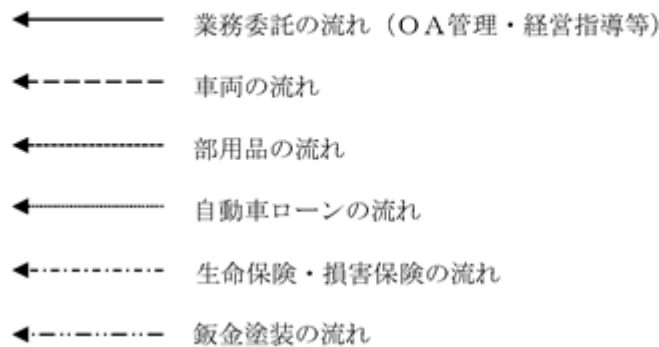 業務委託の流れ（ＯＡ管理・経営指導等）
車両の流れ
部用品の流れ
自動車ローンの流れ
生命保険・損害保険の流れ
鈑金塗装の流れ